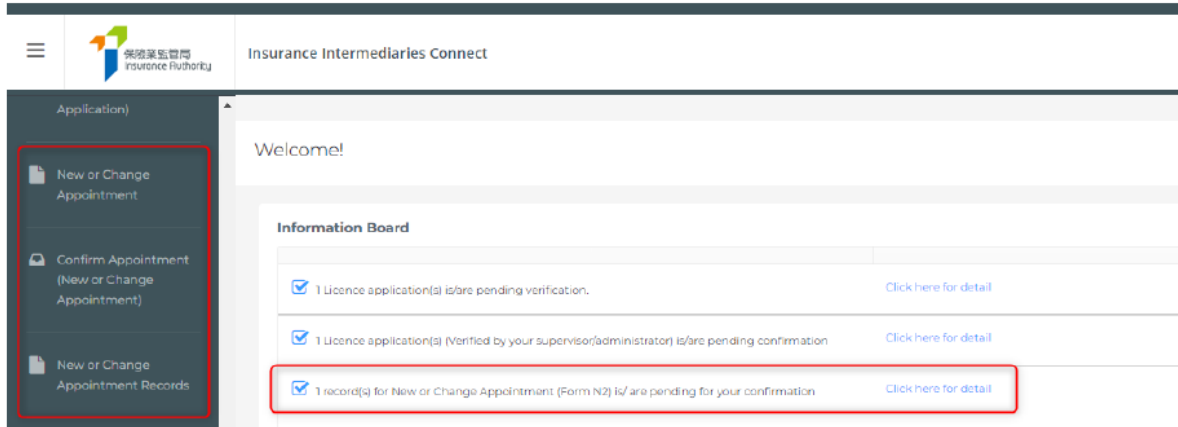 保險業監管局
Insurance Authority
Insurance Intermediaries Connect
Application)
New or Change
Appointment
Confirm Appointment
(New or Change
Appointment)
New or Change
Appointment Records
Welcome!
Information Board
1 Licence application(s) is/are pending verification.
Click here for detail
1 Licence application(s) (Verified by your supervisor/administrator) is/are pending confirmation
Click here for detail
1 record(s) for New or Change Appointment (Form N2) is/ are pending for your confirmation
Click here for detail